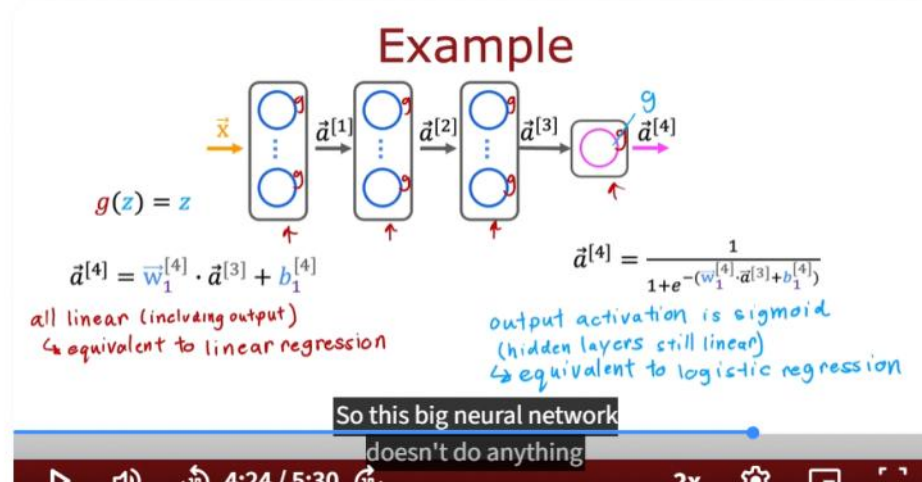 Example
g
g g g g
x⃗ a⃗[1] a⃗[2] a⃗[3] a⃗[4]
g g g
g(z) = z
a⃗[4] = w⃗₁[4] · a⃗[3] + b₁[4]
a⃗[4] = 1 / 1+e^−(w⃗₁[4]·a⃗[3]+b₁[4])
all linear (including output)
↳ equivalent to linear regression
output activation is sigmoid
(hidden layers still linear)
↳ equivalent to logistic regression
So this big neural network
doesn't do anything
4:24 / 5:30
2x